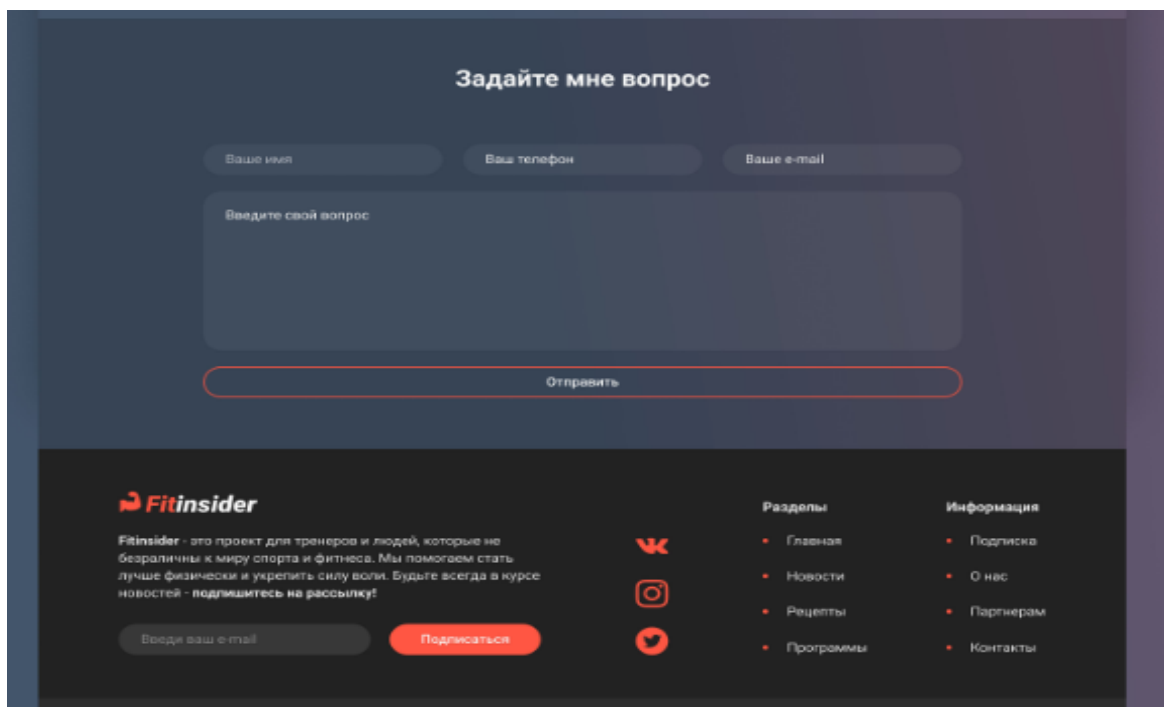 Задайте мне вопрос
Ваше имя
Ваш телефон
Ваше e-mail
Введите свой вопрос
Отправить
Fitinsider
Fitinsider - это проект для тренеров и людей, которые не
безраличны к миру спорта и фитнеса. Мы помогаем стать
лучше физически и укрепить силу воли. Будьте всегда в курсе
новостей - подпишитесь на рассылку!
Введи ваш e-mail
Подписаться
Разделы
Главная
Новости
Рецепты
Программы
Информация
Подписка
О нас
Партнерам
Контакты